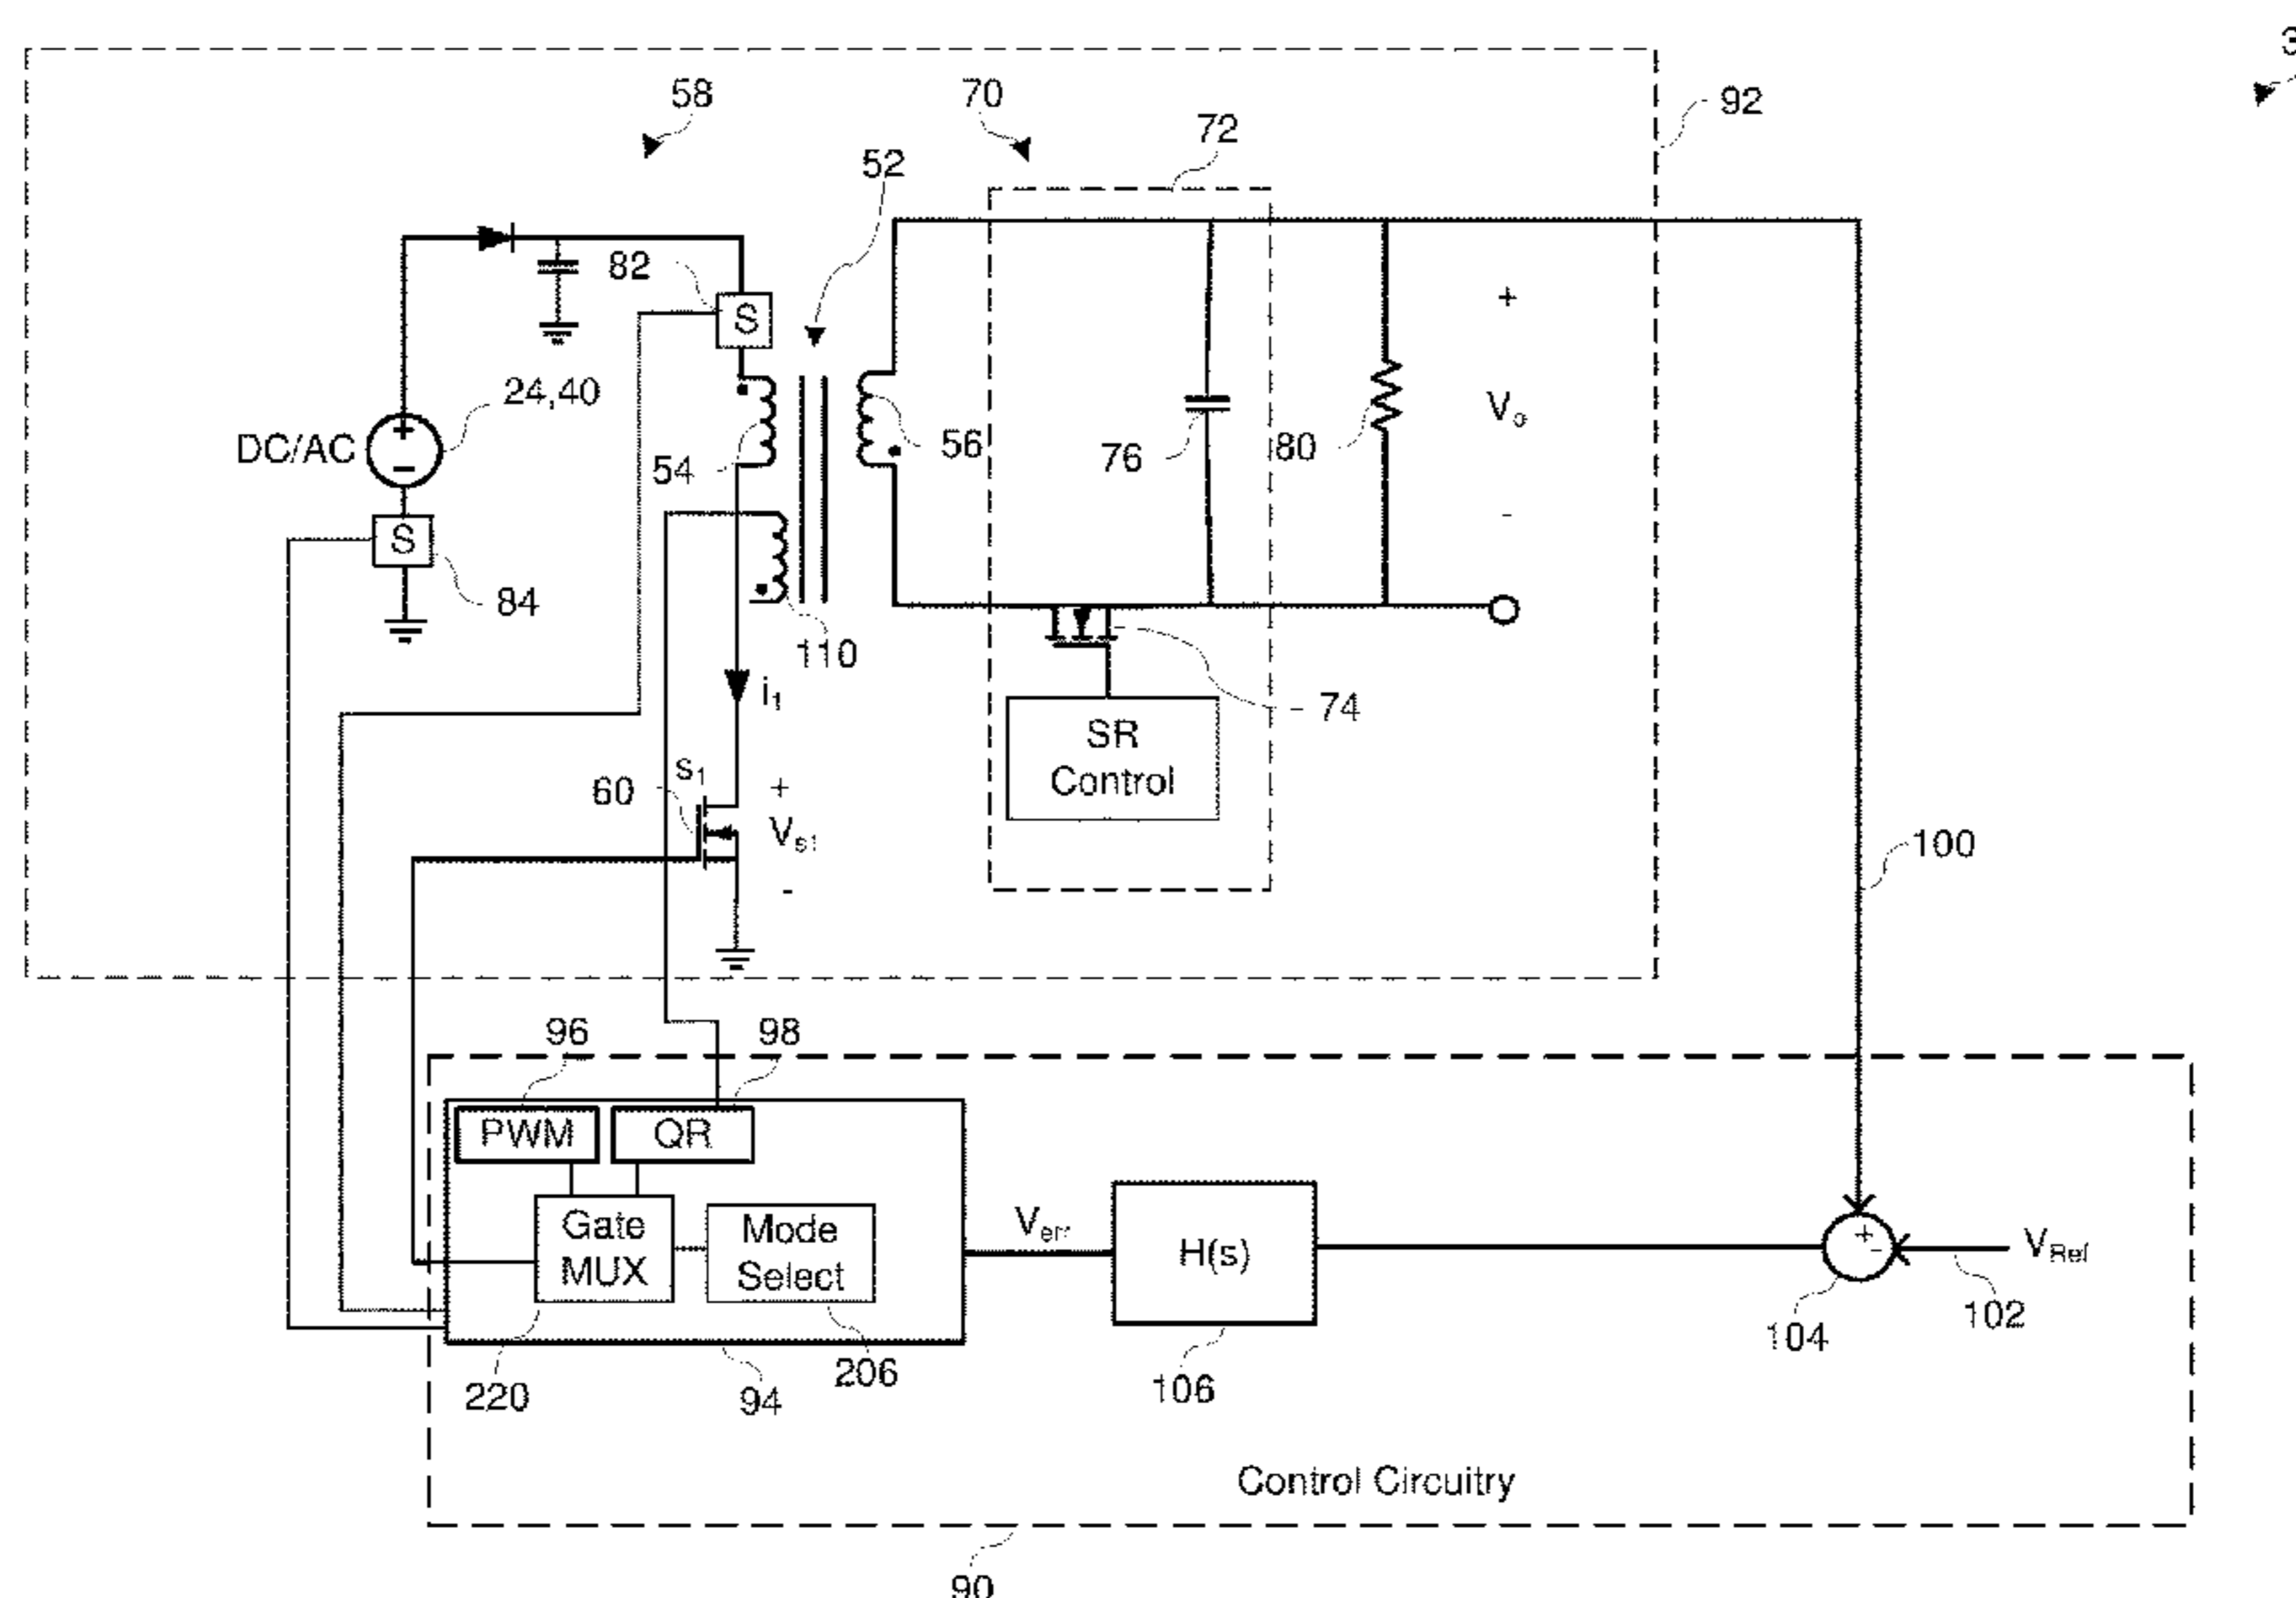 3
58
70
92
72
52
82
S
24,40
DC/AC
+
−
54
56
76
80
+
Vo
-
S
84
110
i1
74
SR
Control
s1
60
+
Vs1
-
100
96
98
PWM
QR
Gate
MUX
Mode
Select
Verr
H(s)
+
-
VRef
102
104
220
94
206
106
Control Circuitry
90